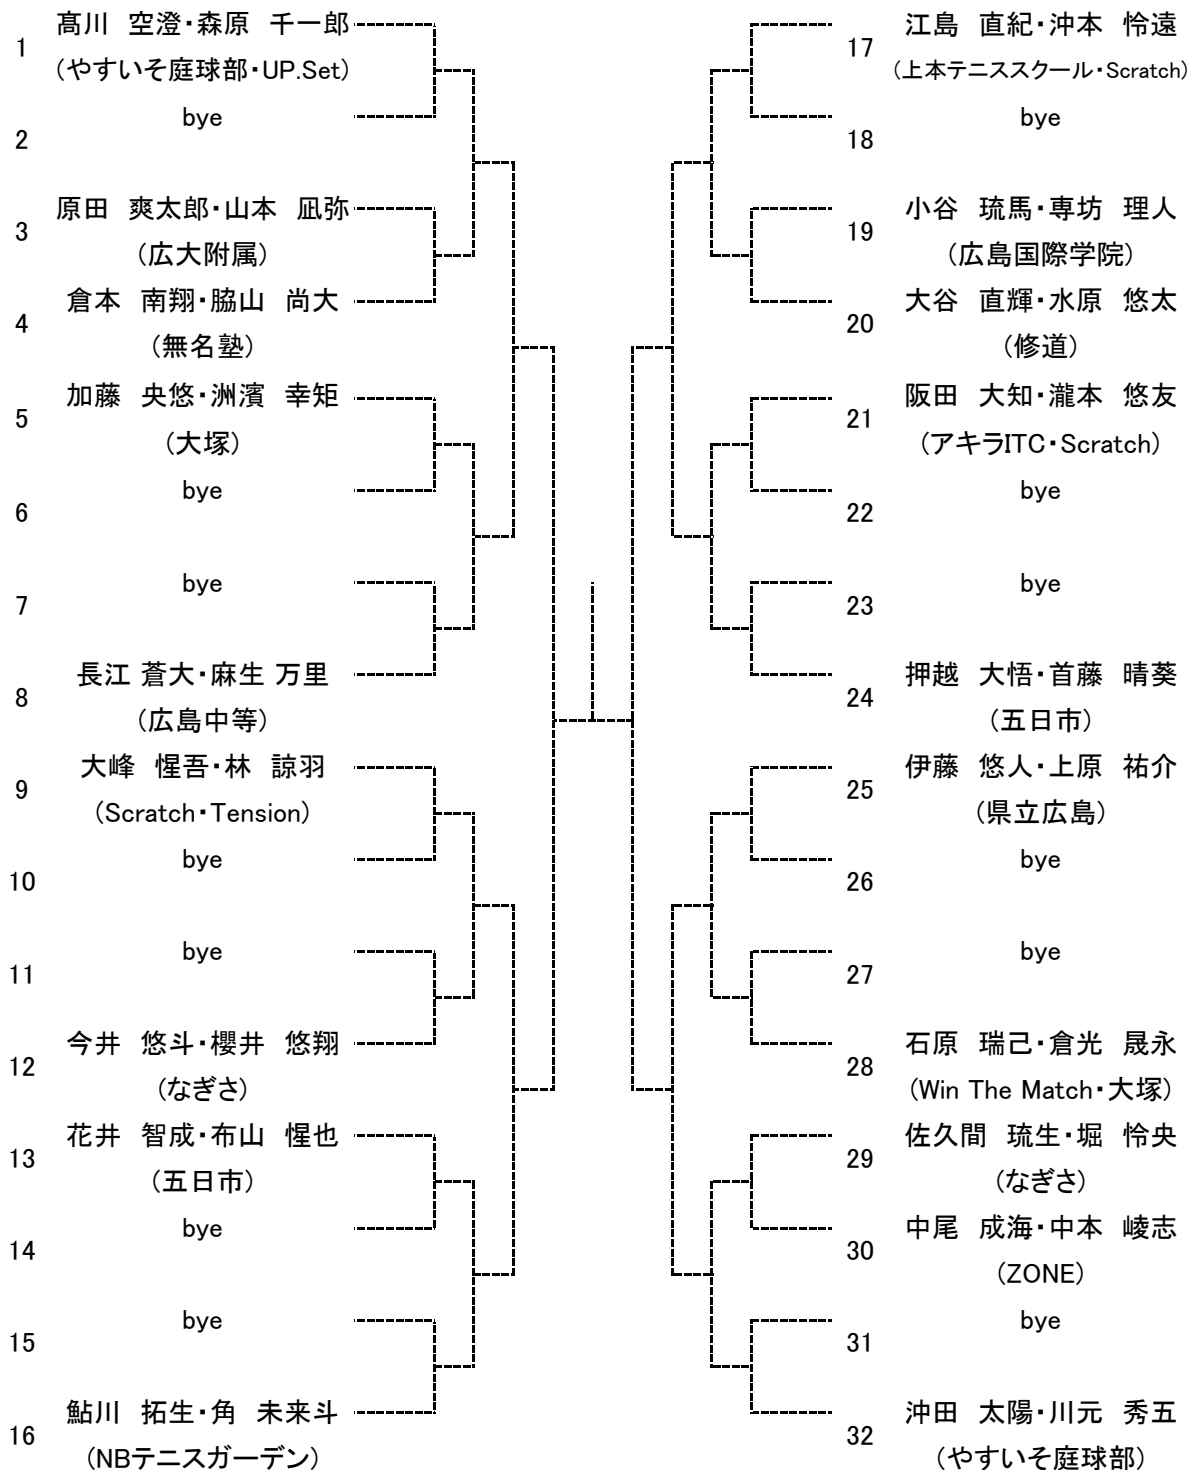 1 髙川　空澄・森原　千一郎
(やすいそ庭球部・UP.Set)
2 bye
3 原田　爽太郎・山本　凪弥
(広大附属)
4 倉本　南翔・脇山　尚大
(無名塾)
5 加藤　央悠・洲濱　幸矩
(大塚)
6 bye
7 bye
8 長江 蒼大・麻生 万里
(広島中等)
9 大峰　惺吾・林　諒羽
(Scratch・Tension)
10 bye
11 bye
12 今井　悠斗・櫻井　悠翔
(なぎさ)
13 花井　智成・布山　惺也
(五日市)
14 bye
15 bye
16 鮎川　拓生・角　未来斗
(NBテニスガーデン)
17 江島　直紀・沖本　怜遠
(上本テニススクール・Scratch)
18 bye
19 小谷　琉馬・専坊　理人
(広島国際学院)
20 大谷　直輝・水原　悠太
(修道)
21 阪田　大知・瀧本　悠友
(アキラITC・Scratch)
22 bye
23 bye
24 押越　大悟・首藤　晴葵
(五日市)
25 伊藤　悠人・上原　祐介
(県立広島)
26 bye
27 bye
28 石原　瑞己・倉光　晟永
(Win The Match・大塚)
29 佐久間　琉生・堀　怜央
(なぎさ)
30 中尾　成海・中本　崚志
(ZONE)
31 bye
32 沖田　太陽・川元　秀五
(やすいそ庭球部)